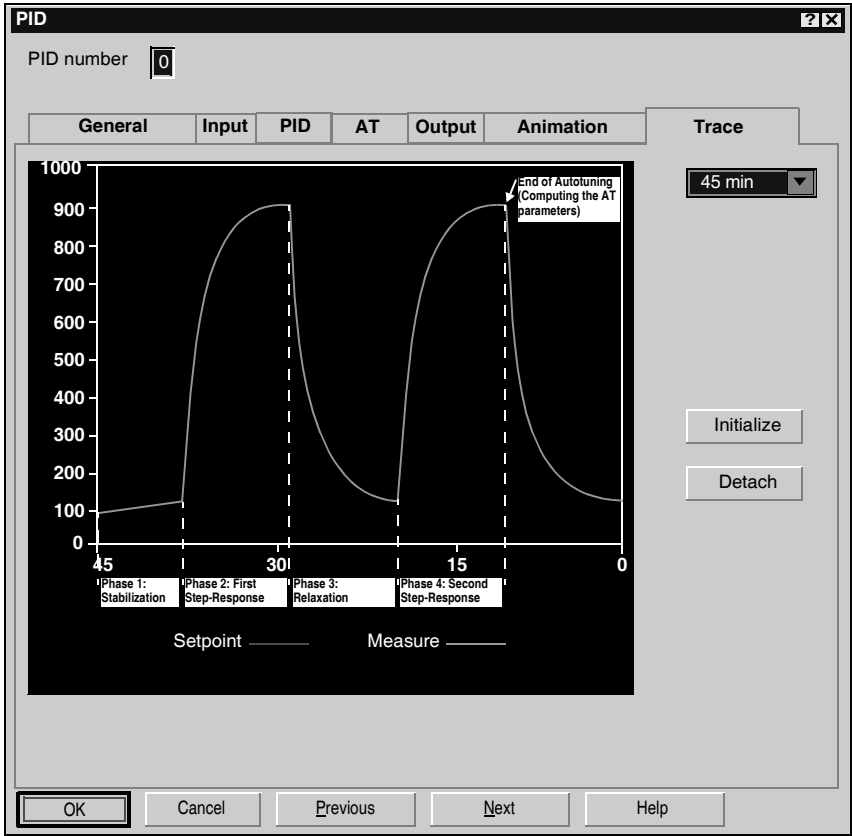 PID
PID number 0
General Input PID AT Output Animation Trace
45 min
1000
900
800
700
600
500
400
300
200
100
0
End of Autotuning
(Computing the AT
parameters)
Initialize
Detach
45 30 15 0
Phase 1:
Stabilization
Phase 2: First
Step-Response
Phase 3:
Relaxation
Phase 4: Second
Step-Response
Setpoint
Measure
OK Cancel Previous Next Help